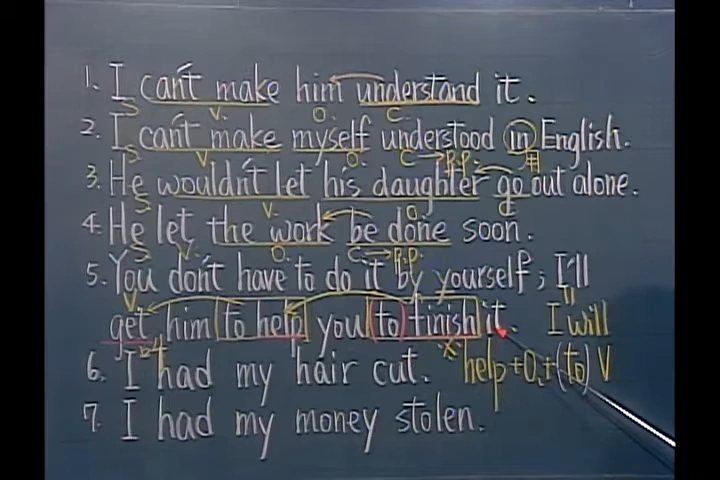 1. I can't make him understand it.
S V. O. C
2. I can't make myself understood in English.
S V. O. C→p.p. 用
3. He wouldn't let his daughter go out alone.
S V. O. C
4. He let the work be done soon.
S V. O. C→p.p.
5. You don't have to do it by yourself; I'll
V
get him to help you to finish it. I will
help+O+(to) V
6. I had my hair cut.
7. I had my money stolen.